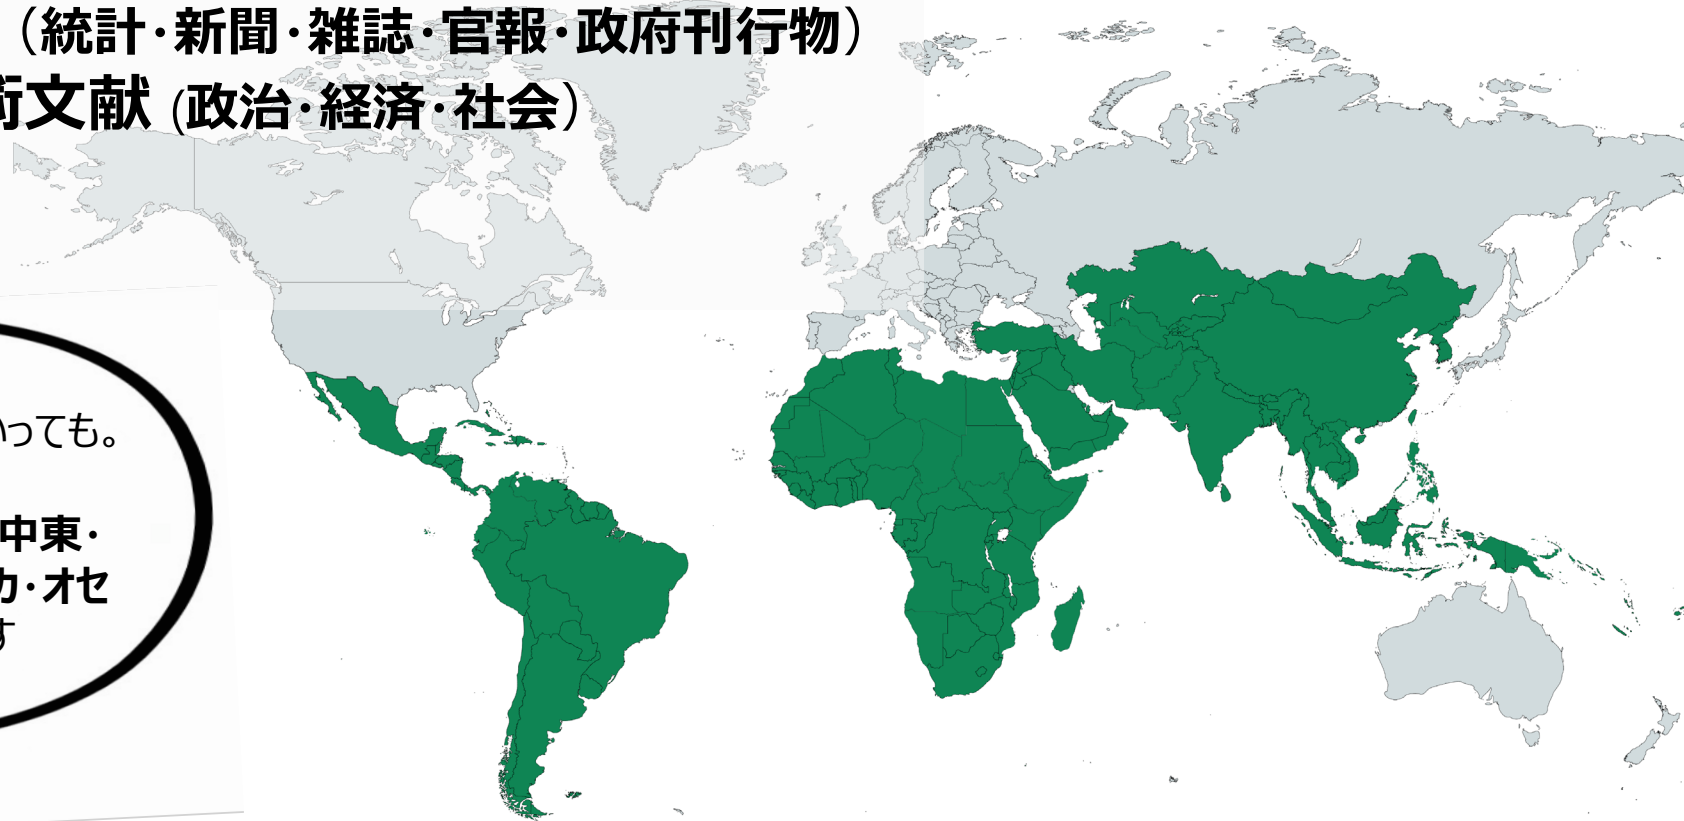 （統計･新聞･雑誌･官報･政府刊行物）
術文献 (政治･経済･社会）
いっても。
中東･
カ･オセ
す